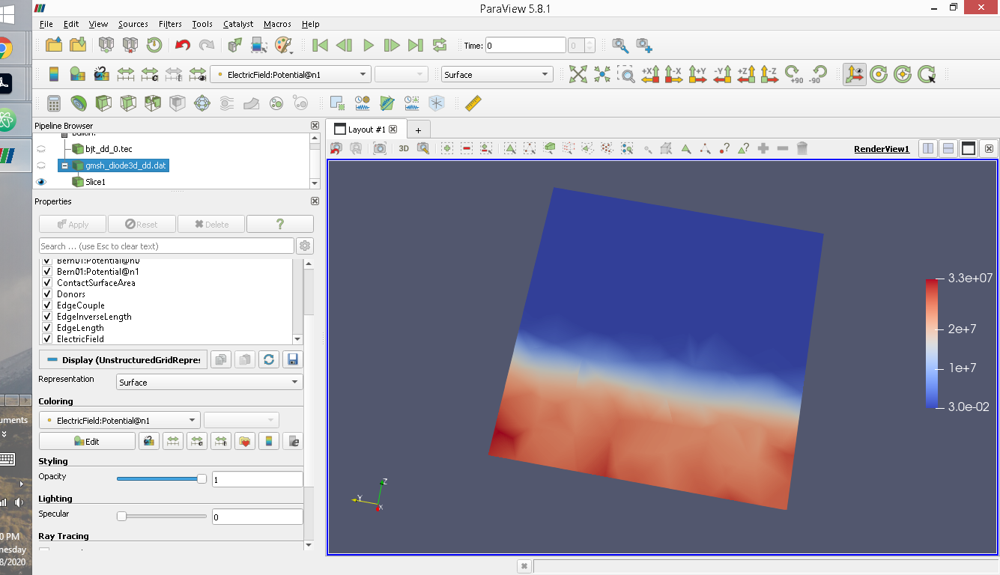 ParaView 5.8.1
File Edit View Sources Filters Tools Catalyst Macros Help
Time: 0 0
ElectricField:Potential@n1 Surface +X -X +Y -Y +Z -Z +90 -90
Pipeline Browser
Layout #1 +
builtin:
bjt_dd_0.tec
3D RenderView1
gmsh_diode3d_dd.dat
Slice1
Properties
Apply Reset Delete ?
Search ... (use Esc to clear text)
Bern01:Potential@n0
Bern01:Potential@n1
ContactSurfaceArea
Donors
EdgeCouple
EdgeInverseLength
EdgeLength
ElectricField
Display (UnstructuredGridRepres
Representation Surface
Coloring
ElectricField:Potential@n1
Edit
Styling
Opacity 1
Lighting
Specular 0
Ray Tracing
3.3e+07
2e+7
1e+7
3.0e-02
Z
Y
X
uments
0 PM
nesday
8/2020